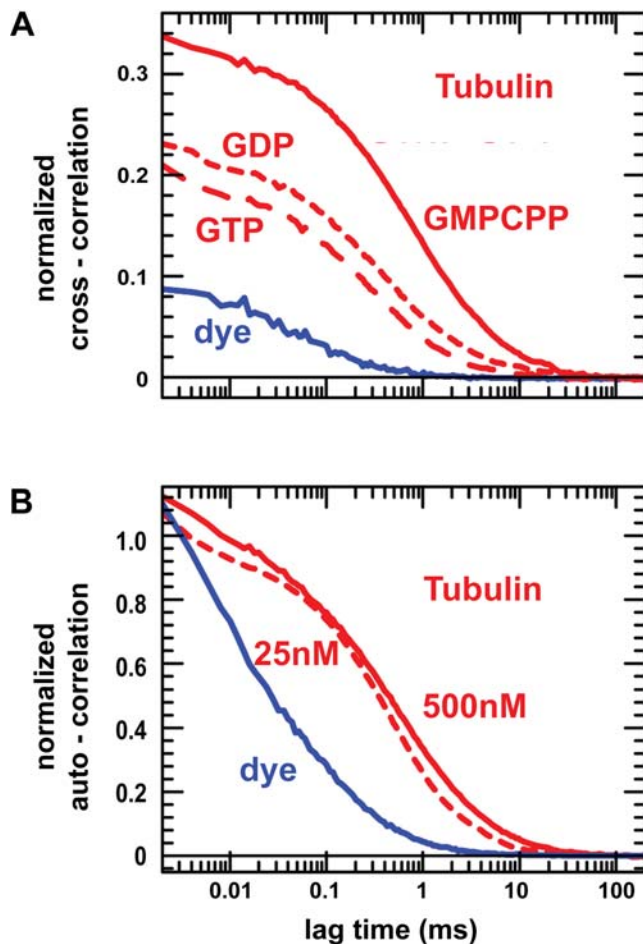 A
0.3
0.2
0.1
0
normalized
cross - correlation
Tubulin
GDP
GTP
GMPCPP
dye
B
1.0
0.8
0.6
0.4
0.2
0
normalized
auto - correlation
Tubulin
25nM
500nM
dye
0.01 0.1 1 10 100
lag time (ms)